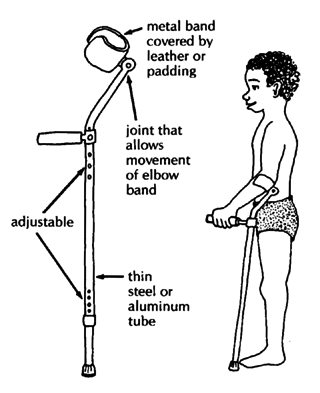 metal band
covered by
leather or
padding
joint that
allows
movement
of elbow
band
adjustable
thin
steel or
aluminum
tube